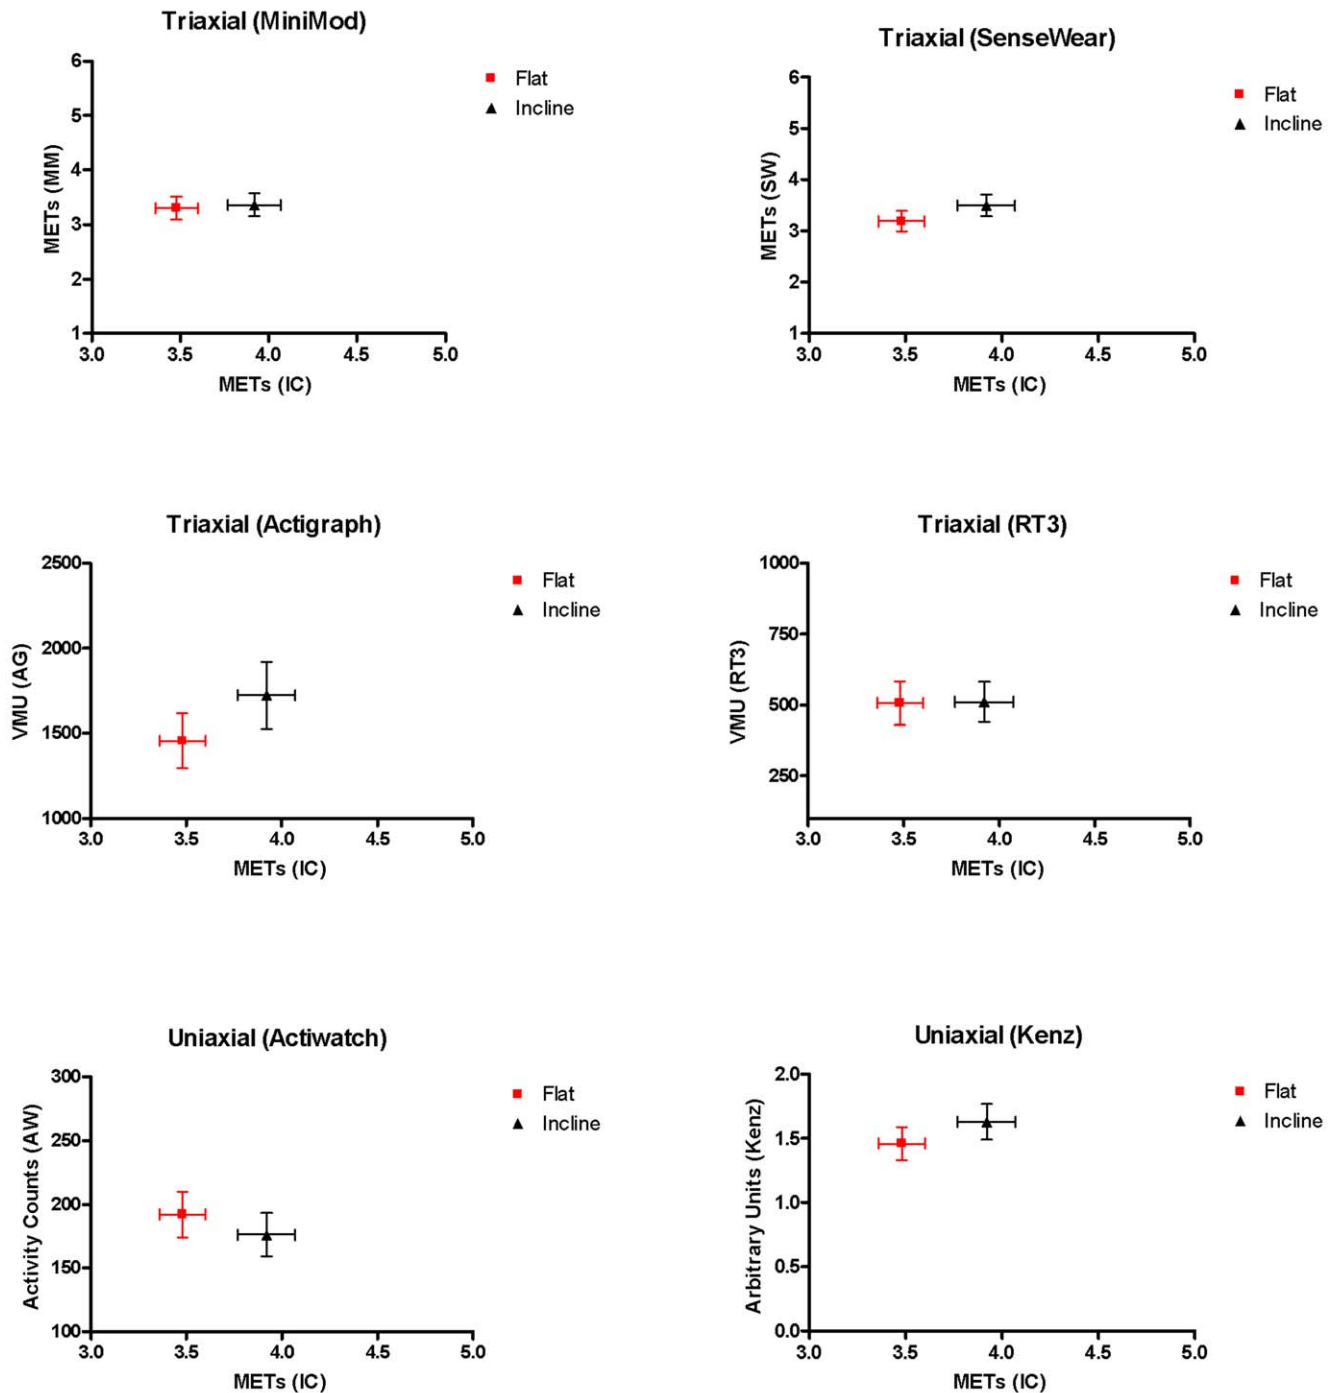 Triaxial (MiniMod)
6
5
4
3
2
1
METs (MM)
3.0 3.5 4.0 4.5 5.0
METs (IC)
Flat
Incline
Triaxial (SenseWear)
6
5
4
3
2
1
METs (SW)
3.0 3.5 4.0 4.5 5.0
METs (IC)
Flat
Incline
Triaxial (Actigraph)
2500
2000
1500
1000
VMU (AG)
3.0 3.5 4.0 4.5 5.0
METs (IC)
Flat
Incline
Triaxial (RT3)
1000
750
500
250
VMU (RT3)
3.0 3.5 4.0 4.5 5.0
METs (IC)
Flat
Incline
Uniaxial (Actiwatch)
300
250
200
150
100
Activity Counts (AW)
3.0 3.5 4.0 4.5 5.0
METs (IC)
Flat
Incline
Uniaxial (Kenz)
2.0
1.5
1.0
0.5
0.0
Arbitrary Units (Kenz)
3.0 3.5 4.0 4.5 5.0
METs (IC)
Flat
Incline